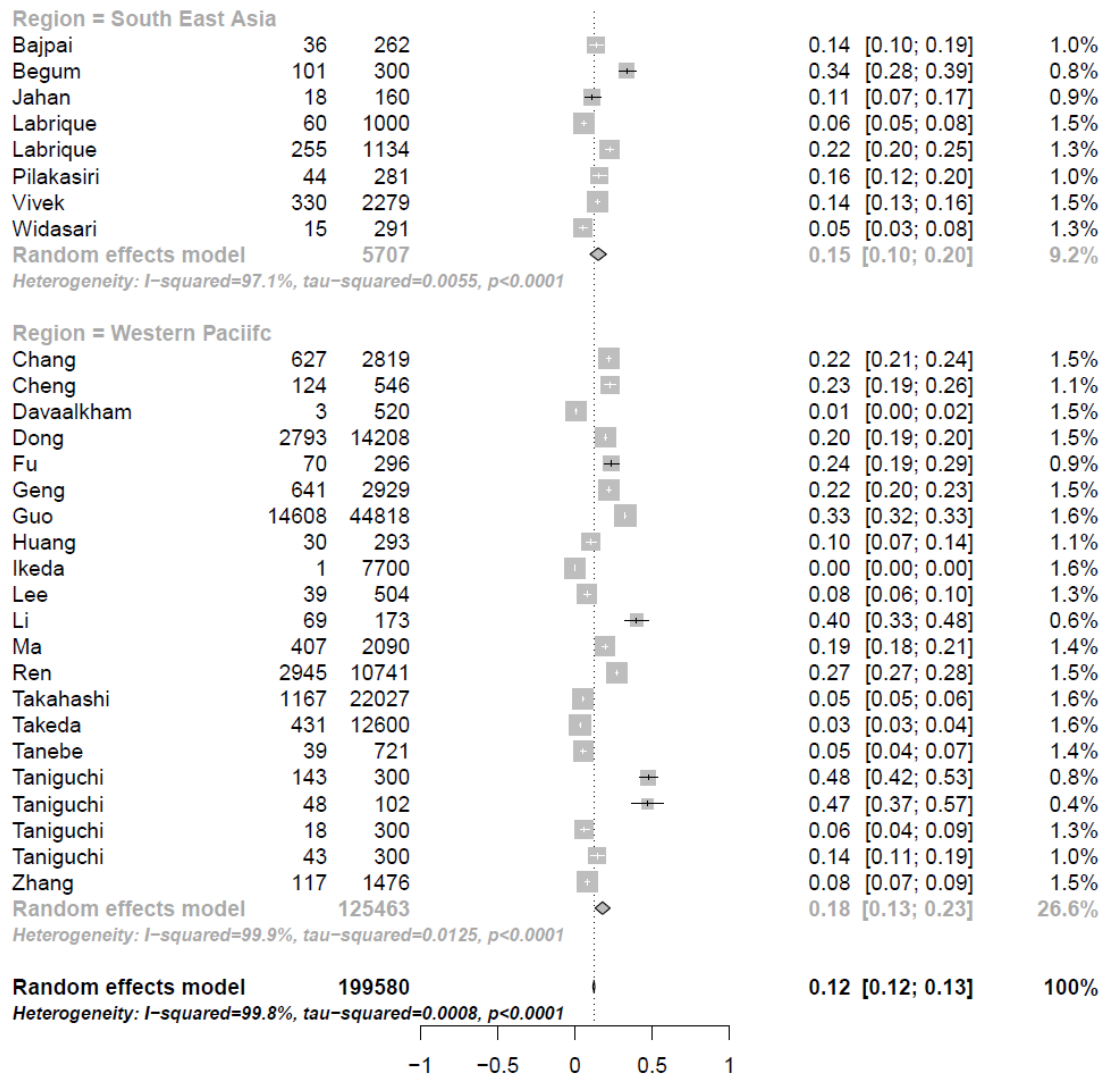 Region = South East Asia
Bajpai 36 262 0.14 [0.10; 0.19] 1.0%
Begum 101 300 0.34 [0.28; 0.39] 0.8%
Jahan 18 160 0.11 [0.07; 0.17] 0.9%
Labrique 60 1000 0.06 [0.05; 0.08] 1.5%
Labrique 255 1134 0.22 [0.20; 0.25] 1.3%
Pilakasiri 44 281 0.16 [0.12; 0.20] 1.0%
Vivek 330 2279 0.14 [0.13; 0.16] 1.5%
Widasari 15 291 0.05 [0.03; 0.08] 1.3%
Random effects model 5707 0.15 [0.10; 0.20] 9.2%
Heterogeneity: I−squared=97.1%, tau−squared=0.0055, p<0.0001
Region = Western Paciifc
Chang 627 2819 0.22 [0.21; 0.24] 1.5%
Cheng 124 546 0.23 [0.19; 0.26] 1.1%
Davaalkham 3 520 0.01 [0.00; 0.02] 1.5%
Dong 2793 14208 0.20 [0.19; 0.20] 1.5%
Fu 70 296 0.24 [0.19; 0.29] 0.9%
Geng 641 2929 0.22 [0.20; 0.23] 1.5%
Guo 14608 44818 0.33 [0.32; 0.33] 1.6%
Huang 30 293 0.10 [0.07; 0.14] 1.1%
Ikeda 1 7700 0.00 [0.00; 0.00] 1.6%
Lee 39 504 0.08 [0.06; 0.10] 1.3%
Li 69 173 0.40 [0.33; 0.48] 0.6%
Ma 407 2090 0.19 [0.18; 0.21] 1.4%
Ren 2945 10741 0.27 [0.27; 0.28] 1.5%
Takahashi 1167 22027 0.05 [0.05; 0.06] 1.6%
Takeda 431 12600 0.03 [0.03; 0.04] 1.6%
Tanebe 39 721 0.05 [0.04; 0.07] 1.4%
Taniguchi 143 300 0.48 [0.42; 0.53] 0.8%
Taniguchi 48 102 0.47 [0.37; 0.57] 0.4%
Taniguchi 18 300 0.06 [0.04; 0.09] 1.3%
Taniguchi 43 300 0.14 [0.11; 0.19] 1.0%
Zhang 117 1476 0.08 [0.07; 0.09] 1.5%
Random effects model 125463 0.18 [0.13; 0.23] 26.6%
Heterogeneity: I−squared=99.9%, tau−squared=0.0125, p<0.0001
Random effects model 199580 0.12 [0.12; 0.13] 100%
Heterogeneity: I−squared=99.8%, tau−squared=0.0008, p<0.0001
−1 −0.5 0 0.5 1